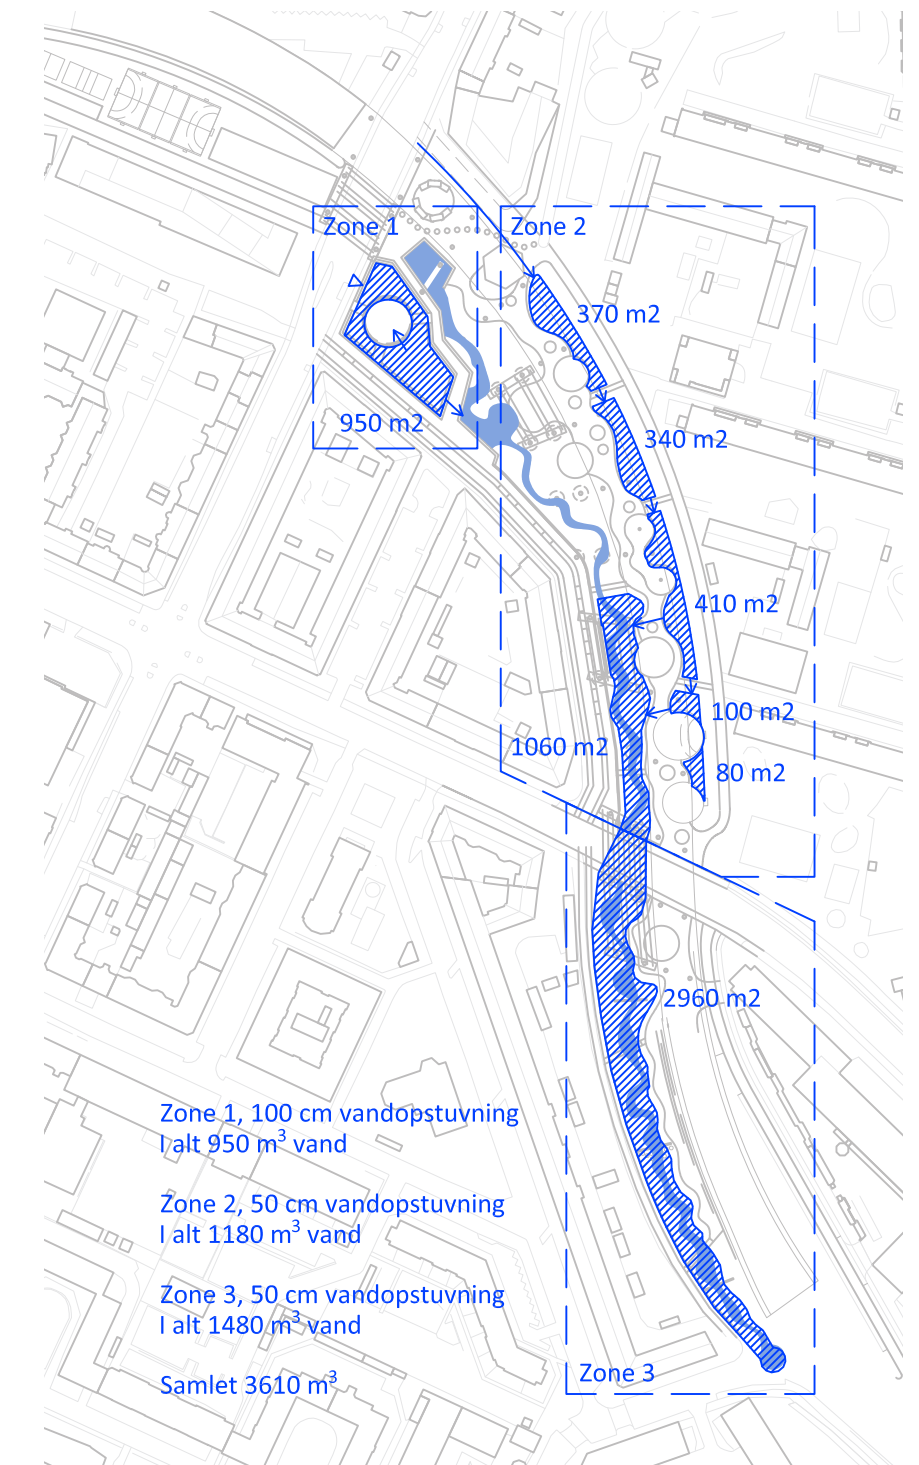 Zone 1
Zone 2
370 m2
950 m2
340 m2
410 m2
100 m2
1060 m2
80 m2
2960 m2
Zone 1, 100 cm vandopstuvning
I alt 950 m³ vand
Zone 2, 50 cm vandopstuvning
I alt 1180 m³ vand
Zone 3, 50 cm vandopstuvning
I alt 1480 m³ vand
Zone 3
Samlet 3610 m³